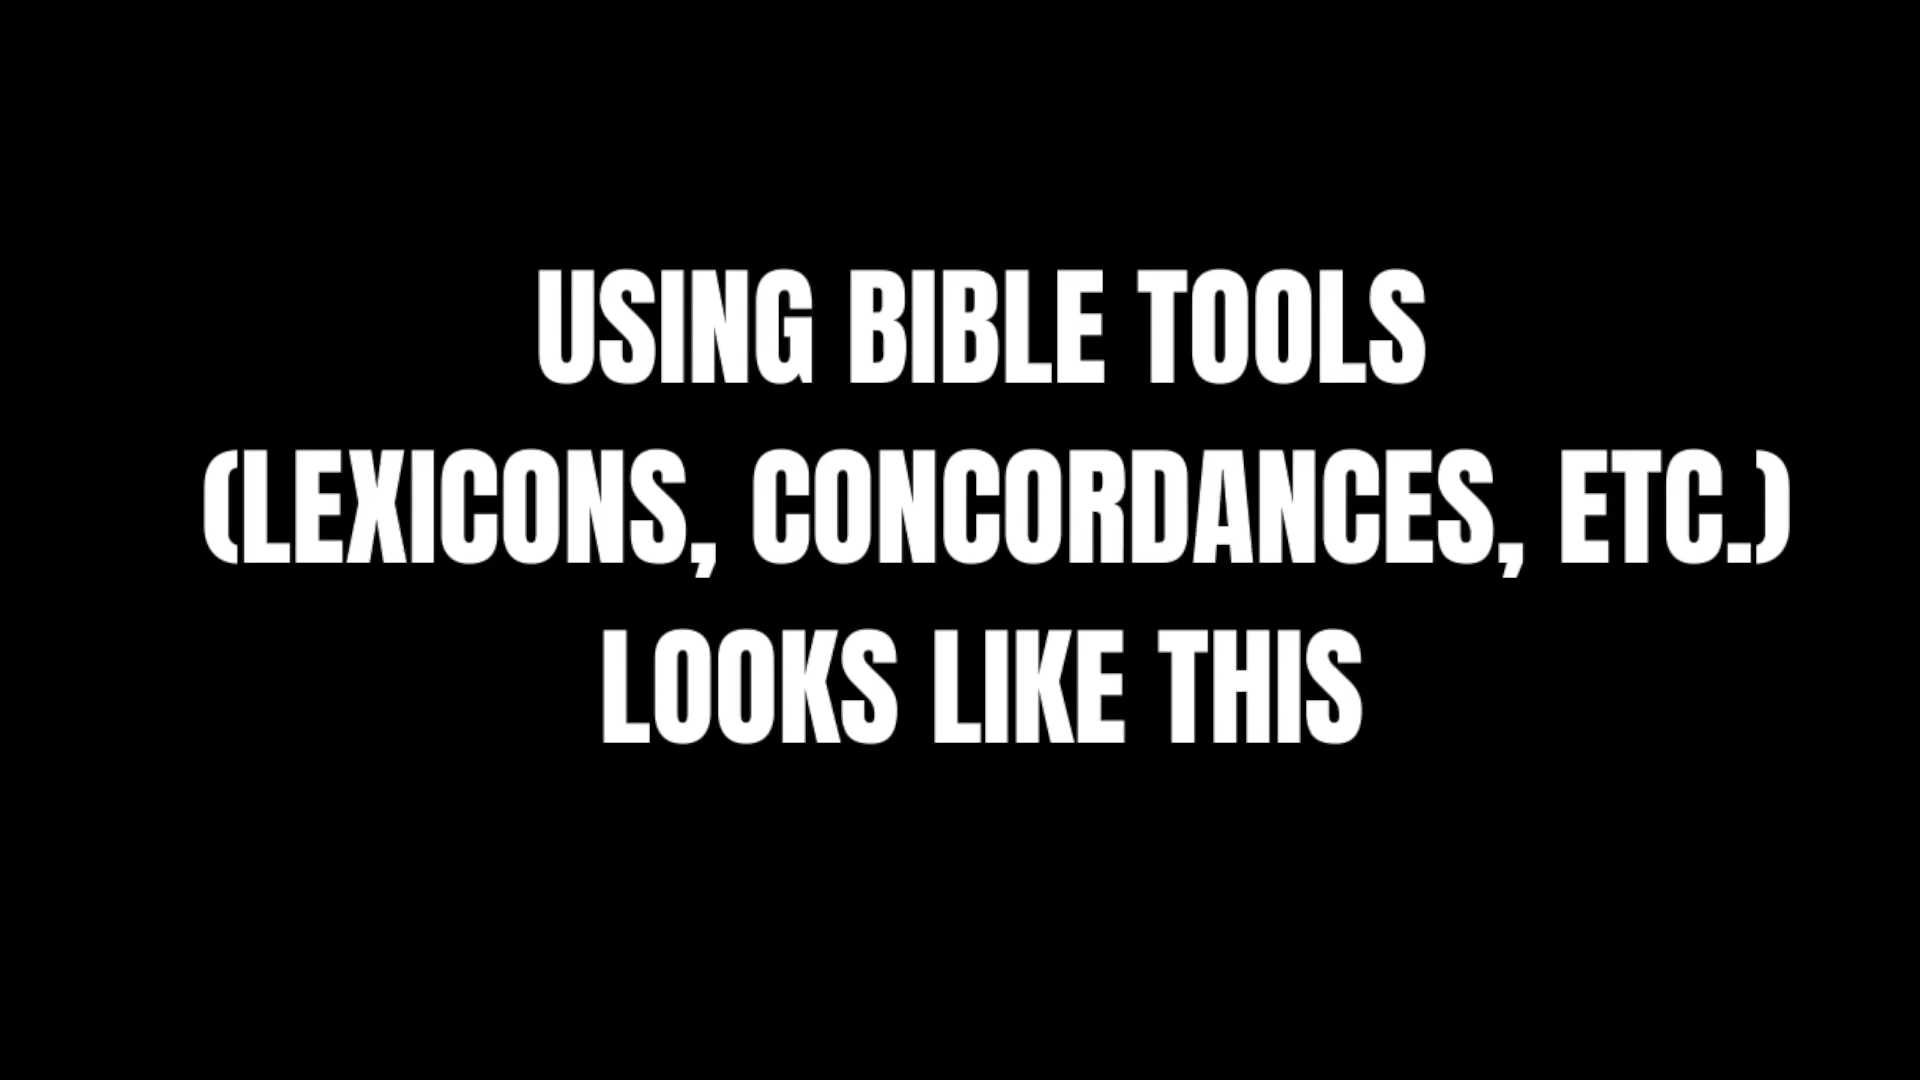 USING BIBLE TOOLS
(LEXICONS, CONCORDANCES, ETC.)
LOOKS LIKE THIS